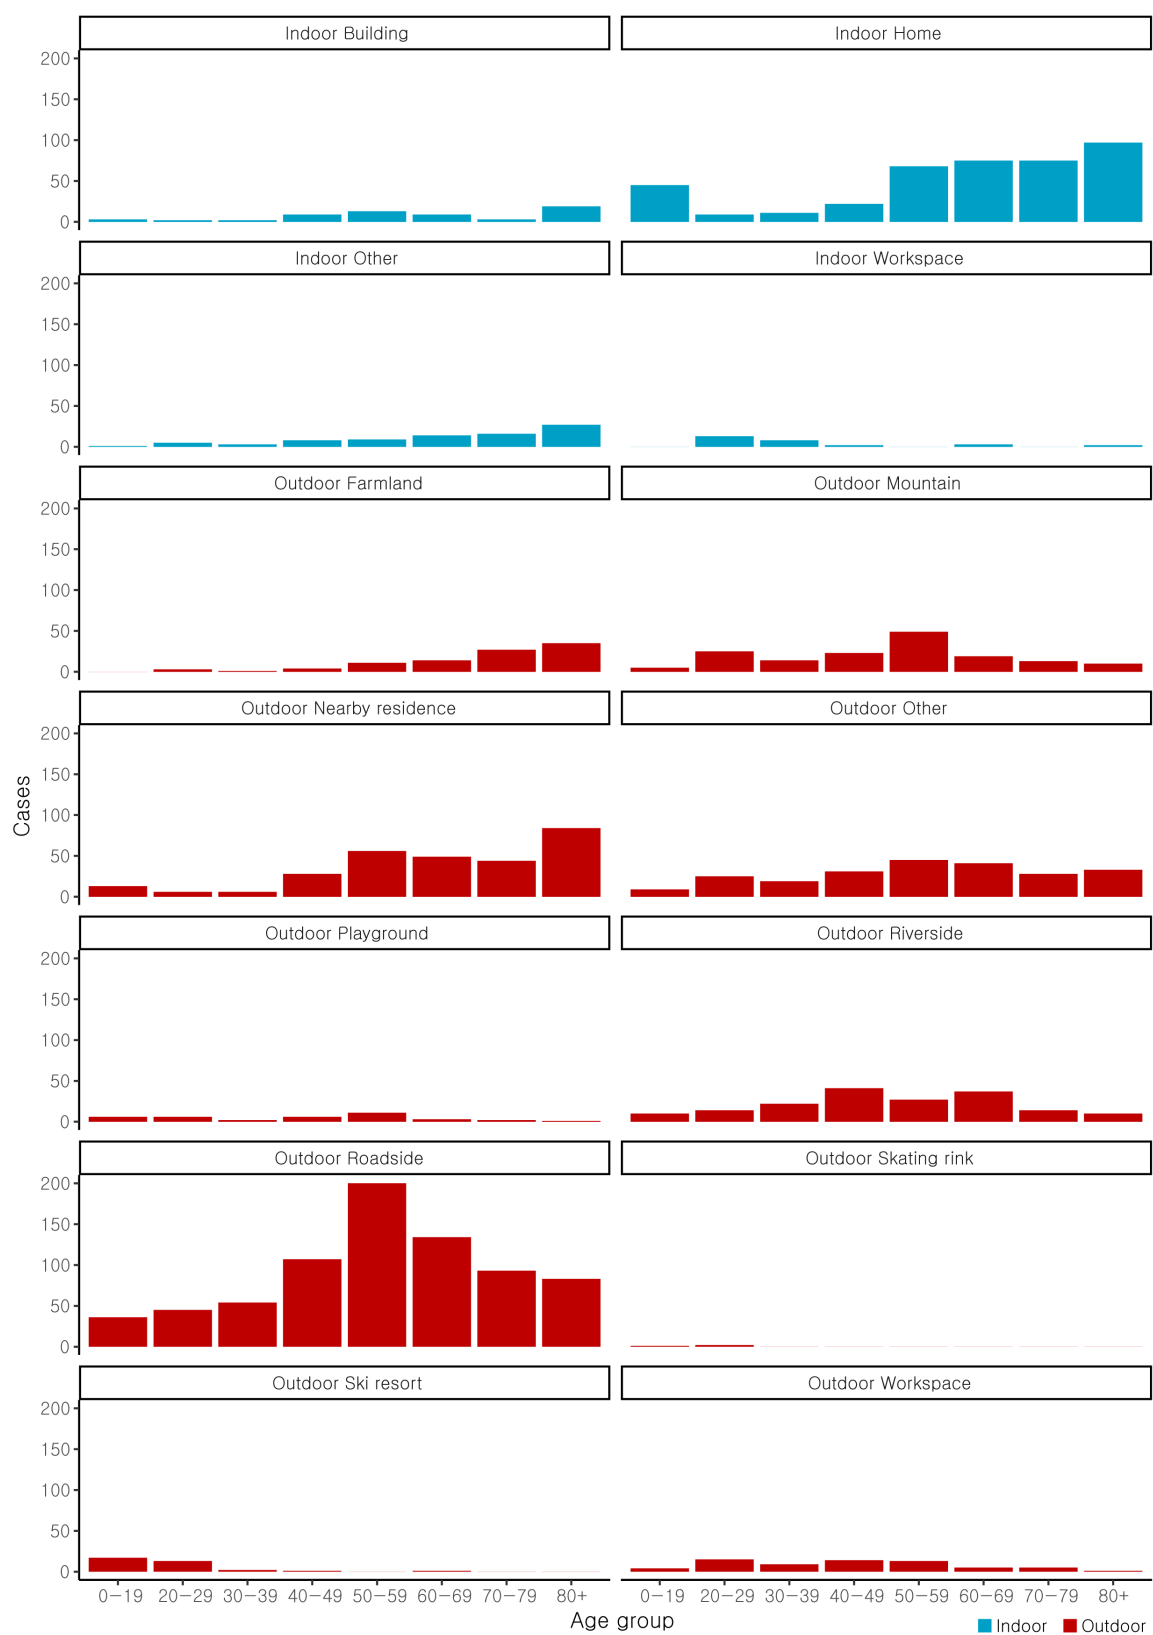 Indoor Building
Indoor Home
200
150
100
50
0
Indoor Other
Indoor Workspace
200
150
100
50
0
Outdoor Farmland
Outdoor Mountain
200
150
100
50
0
Outdoor Nearby residence
Outdoor Other
200
150
100
50
0
Cases
Outdoor Playground
Outdoor Riverside
200
150
100
50
0
Outdoor Roadside
Outdoor Skating rink
200
150
100
50
0
Outdoor Ski resort
Outdoor Workspace
200
150
100
50
0
0-19 20-29 30-39 40-49 50-59 60-69 70-79 80+
0-19 20-29 30-39 40-49 50-59 60-69 70-79 80+
Age group
Indoor Outdoor